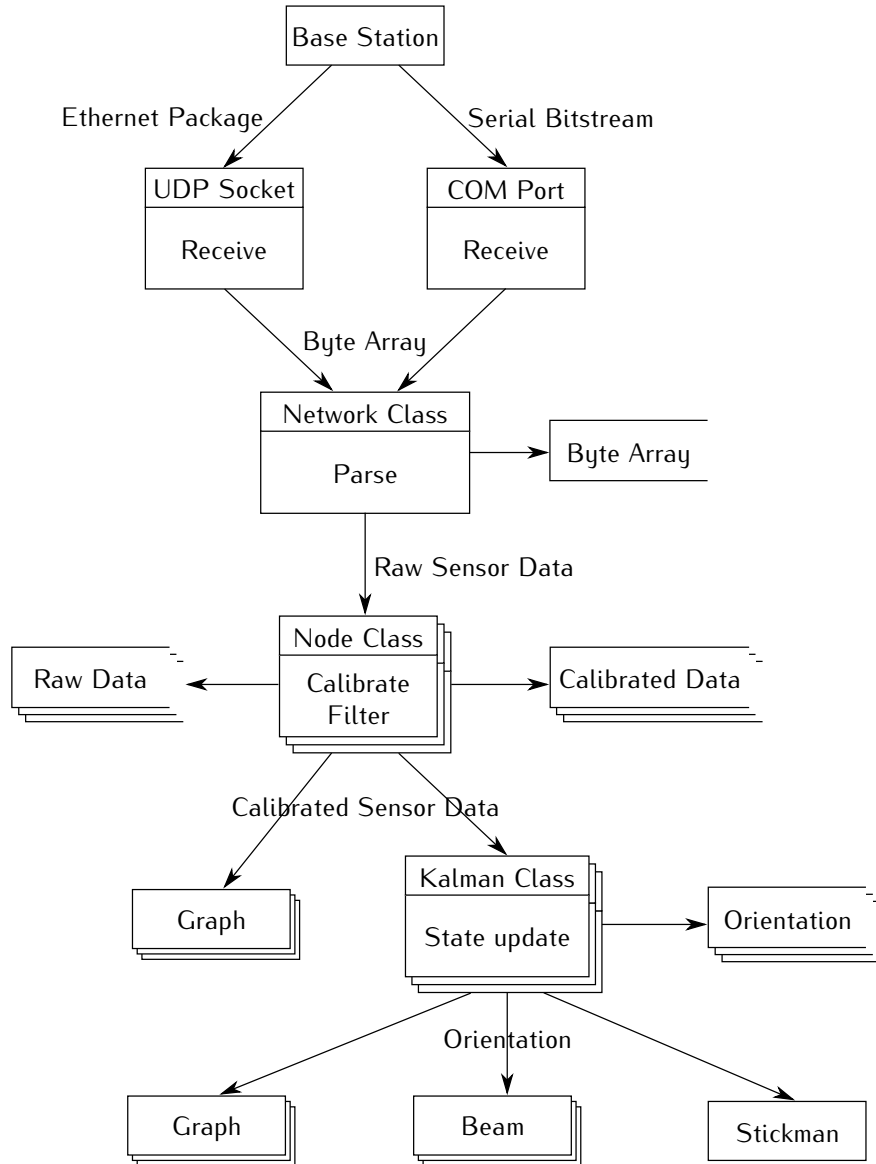 Base Station
Ethernet Package
Serial Bitstream
UDP Socket
COM Port
Receive
Receive
Byte Array
Network Class
Parse
Byte Array
Raw Sensor Data
Node Class
Raw Data
Calibrate
Filter
Calibrated Data
Calibrated Sensor Data
Kalman Class
Graph
State update
Orientation
Orientation
Graph
Beam
Stickman